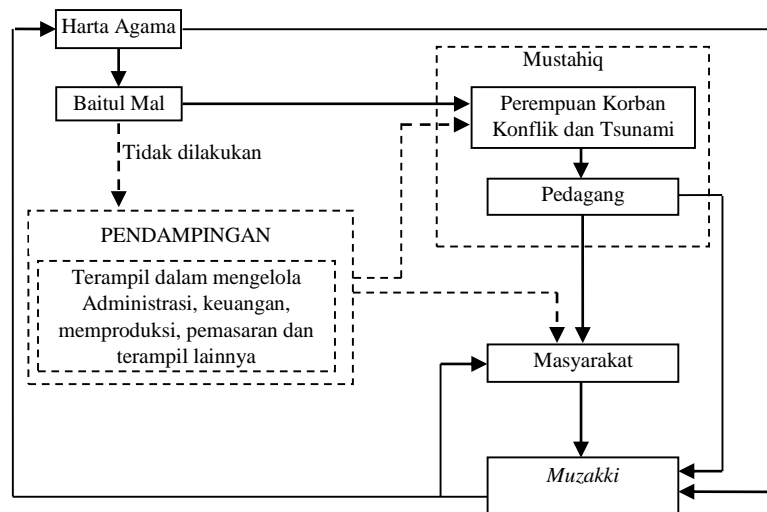 Harta Agama
Mustahiq
Baitul Mal
Perempuan Korban
Konflik dan Tsunami
Tidak dilakukan
Pedagang
PENDAMPINGAN
Terampil dalam mengelola
Administrasi, keuangan,
memproduksi, pemasaran dan
terampil lainnya
Masyarakat
Muzakki